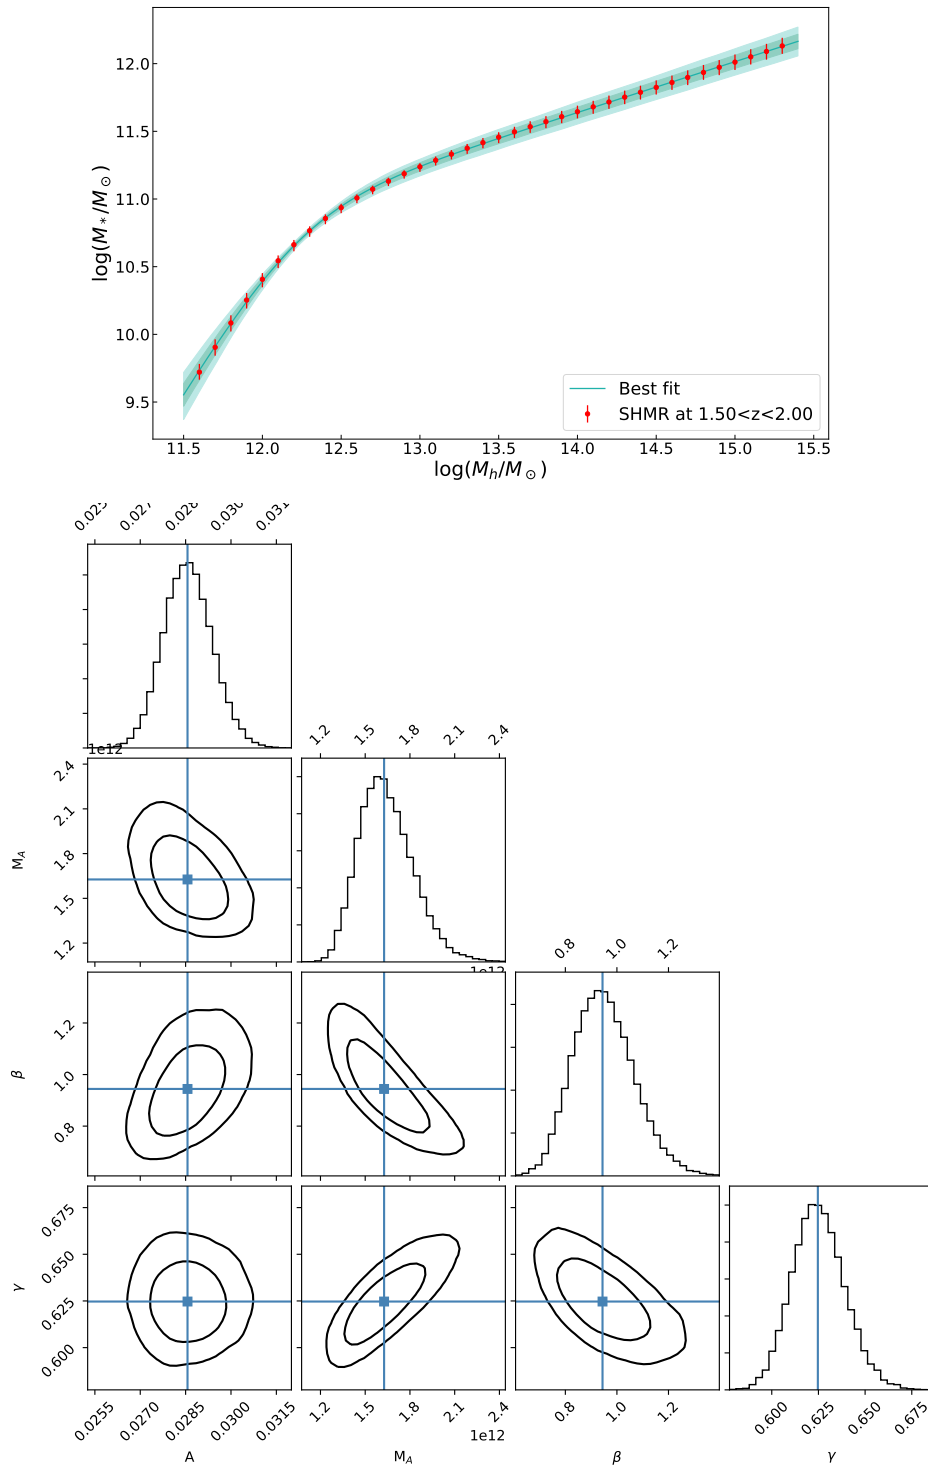 12.0
11.5
11.0
10.5
10.0
9.5
log(M*/M⊙)
Best fit
SHMR at 1.50<z<2.00
11.5 12.0 12.5 13.0 13.5 14.0 14.5 15.0 15.5
log(Mh/M⊙)
1e12
1.2 1.5 1.8 2.1 2.4
2.4
2.1
1.8
1.5
1.2
MA
0.8 1.0 1.2
1e12
1.2
1.0
0.8
β
0.675
0.650
0.625
0.600
γ
0.0255 0.0270 0.0285 0.0300 0.0315
1.2 1.5 1.8 2.1 2.4
0.8 1.0 1.2
0.600 0.625 0.650 0.675
1e12
A MA β γ